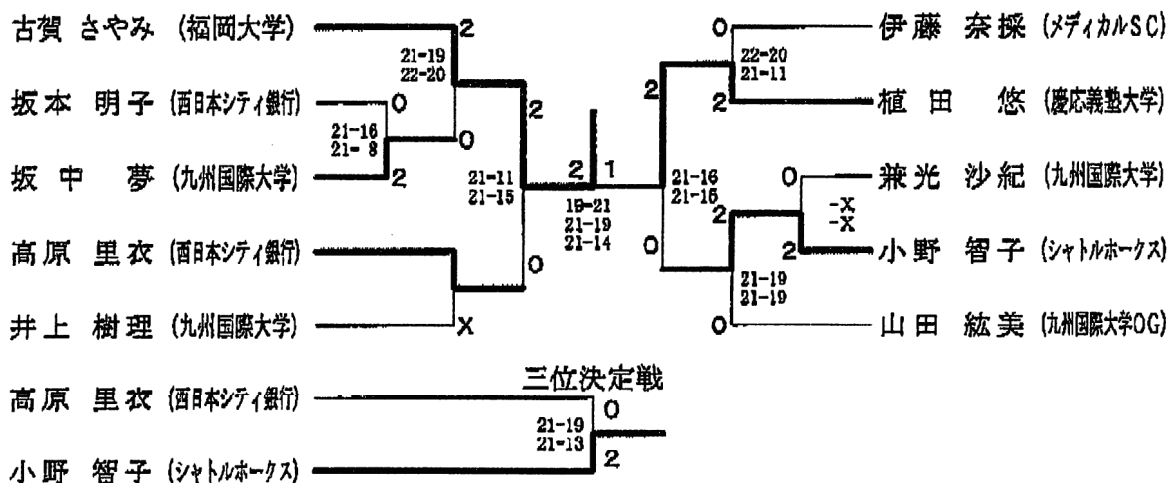 古賀 さやみ (福岡大学) 2 0 伊藤 奈採 (メディカルSC)
21-19 22-20
22-20 21-11
坂本 明子 (西日本シティ銀行) 0 2 2 2 植田 悠 (慶応義塾大学)
21-16 0
21- 8
坂中 夢 (九州国際大学) 2 21-11 2 1 21-16 0 兼光 沙紀 (九州国際大学)
21-15 19-21 21-15 2 -X
21-19 -X
21-14
高原 里衣 (西日本シティ銀行) 0 0 2 小野 智子 (シャトルホークス)
21-19
21-19
井上 樹理 (九州国際大学) X 0 山田 紘美 (九州国際大学OG)
三位決定戦
高原 里衣 (西日本シティ銀行) 0
21-19
21-13
小野 智子 (シャトルホークス) 2